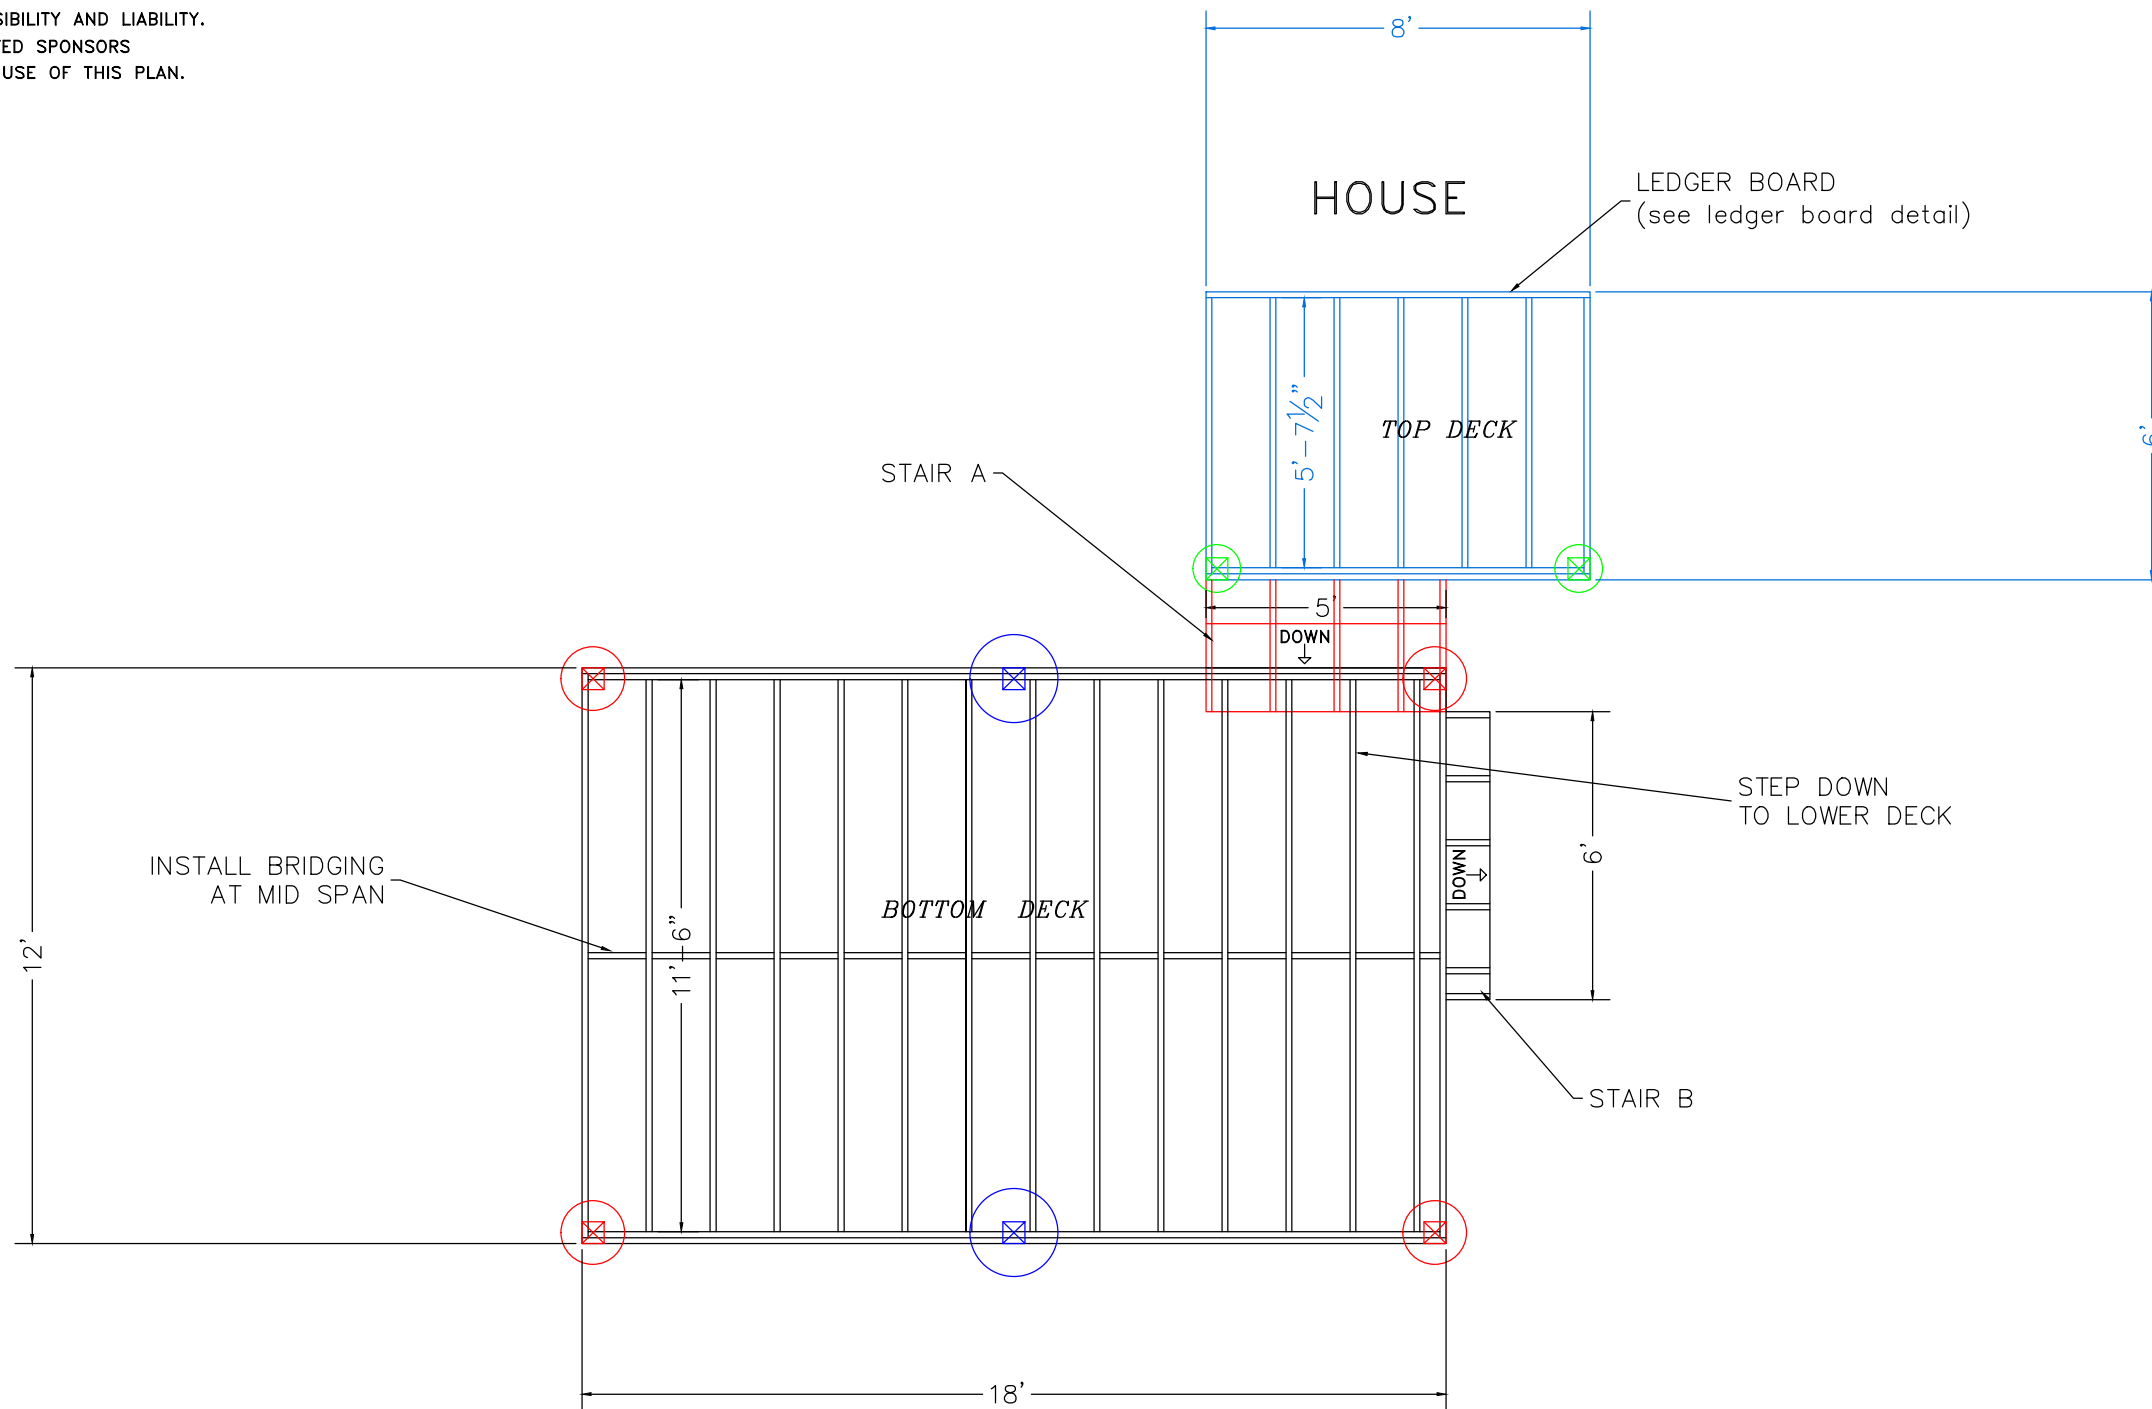 SIBILITY AND LIABILITY.
TED SPONSORS
USE OF THIS PLAN.
8'
HOUSE
LEDGER BOARD
(see ledger board detail)
5'-7½"
TOP DECK
6'
STAIR A
5'
DOWN
STEP DOWN
TO LOWER DECK
INSTALL BRIDGING
AT MID SPAN
BOTTOM DECK
DOWN
6'
12'
11'-6"
STAIR B
18'